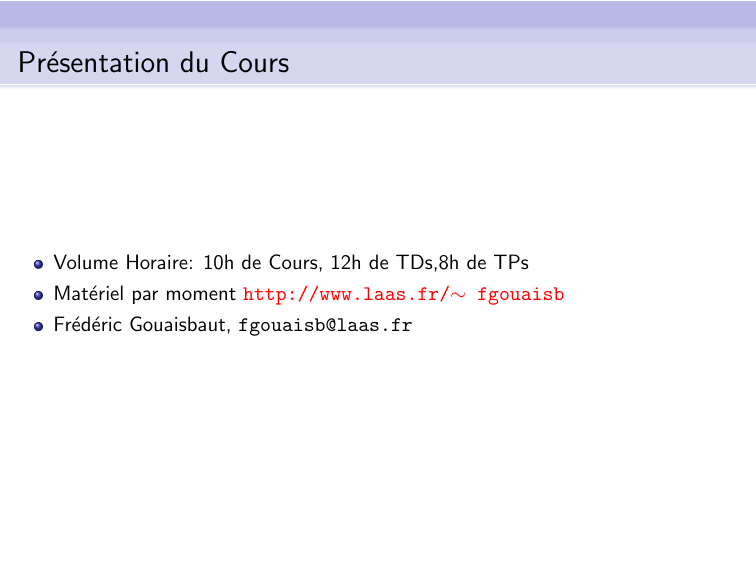 Présentation du Cours
Volume Horaire: 10h de Cours, 12h de TDs,8h de TPs
Matériel par moment http://www.laas.fr/∼ fgouaisb
Frédéric Gouaisbaut, fgouaisb@laas.fr